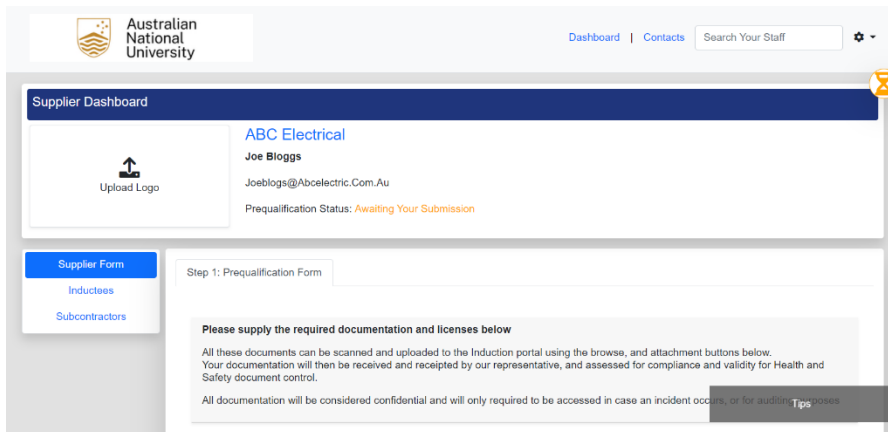 Australian
National
University
Dashboard | Contacts Search Your Staff
Supplier Dashboard
Upload Logo
ABC Electrical
Joe Bloggs
Joeblogs@Abcelectric.Com.Au
Prequalification Status: Awaiting Your Submission
Supplier Form
Inductees
Subcontractors
Step 1: Prequalification Form
Please supply the required documentation and licenses below
All these documents can be scanned and uploaded to the Induction portal using the browse, and attachment buttons below.
Your documentation will then be received and receipted by our representative, and assessed for compliance and validity for Health and
Safety document control.
All documentation will be considered confidential and will only required to be accessed in case an incident occurs, or for auditing purposes
Tips